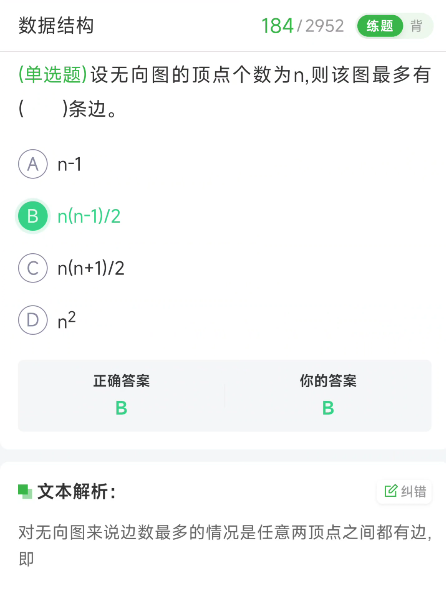 数据结构 184/2952 练题 背
(单选题)设无向图的顶点个数为n,则该图最多有
( )条边。
A n-1
B n(n-1)/2
C n(n+1)/2
D n²
正确答案 你的答案
B B
文本解析： 纠错
对无向图来说边数最多的情况是任意两顶点之间都有边,
即